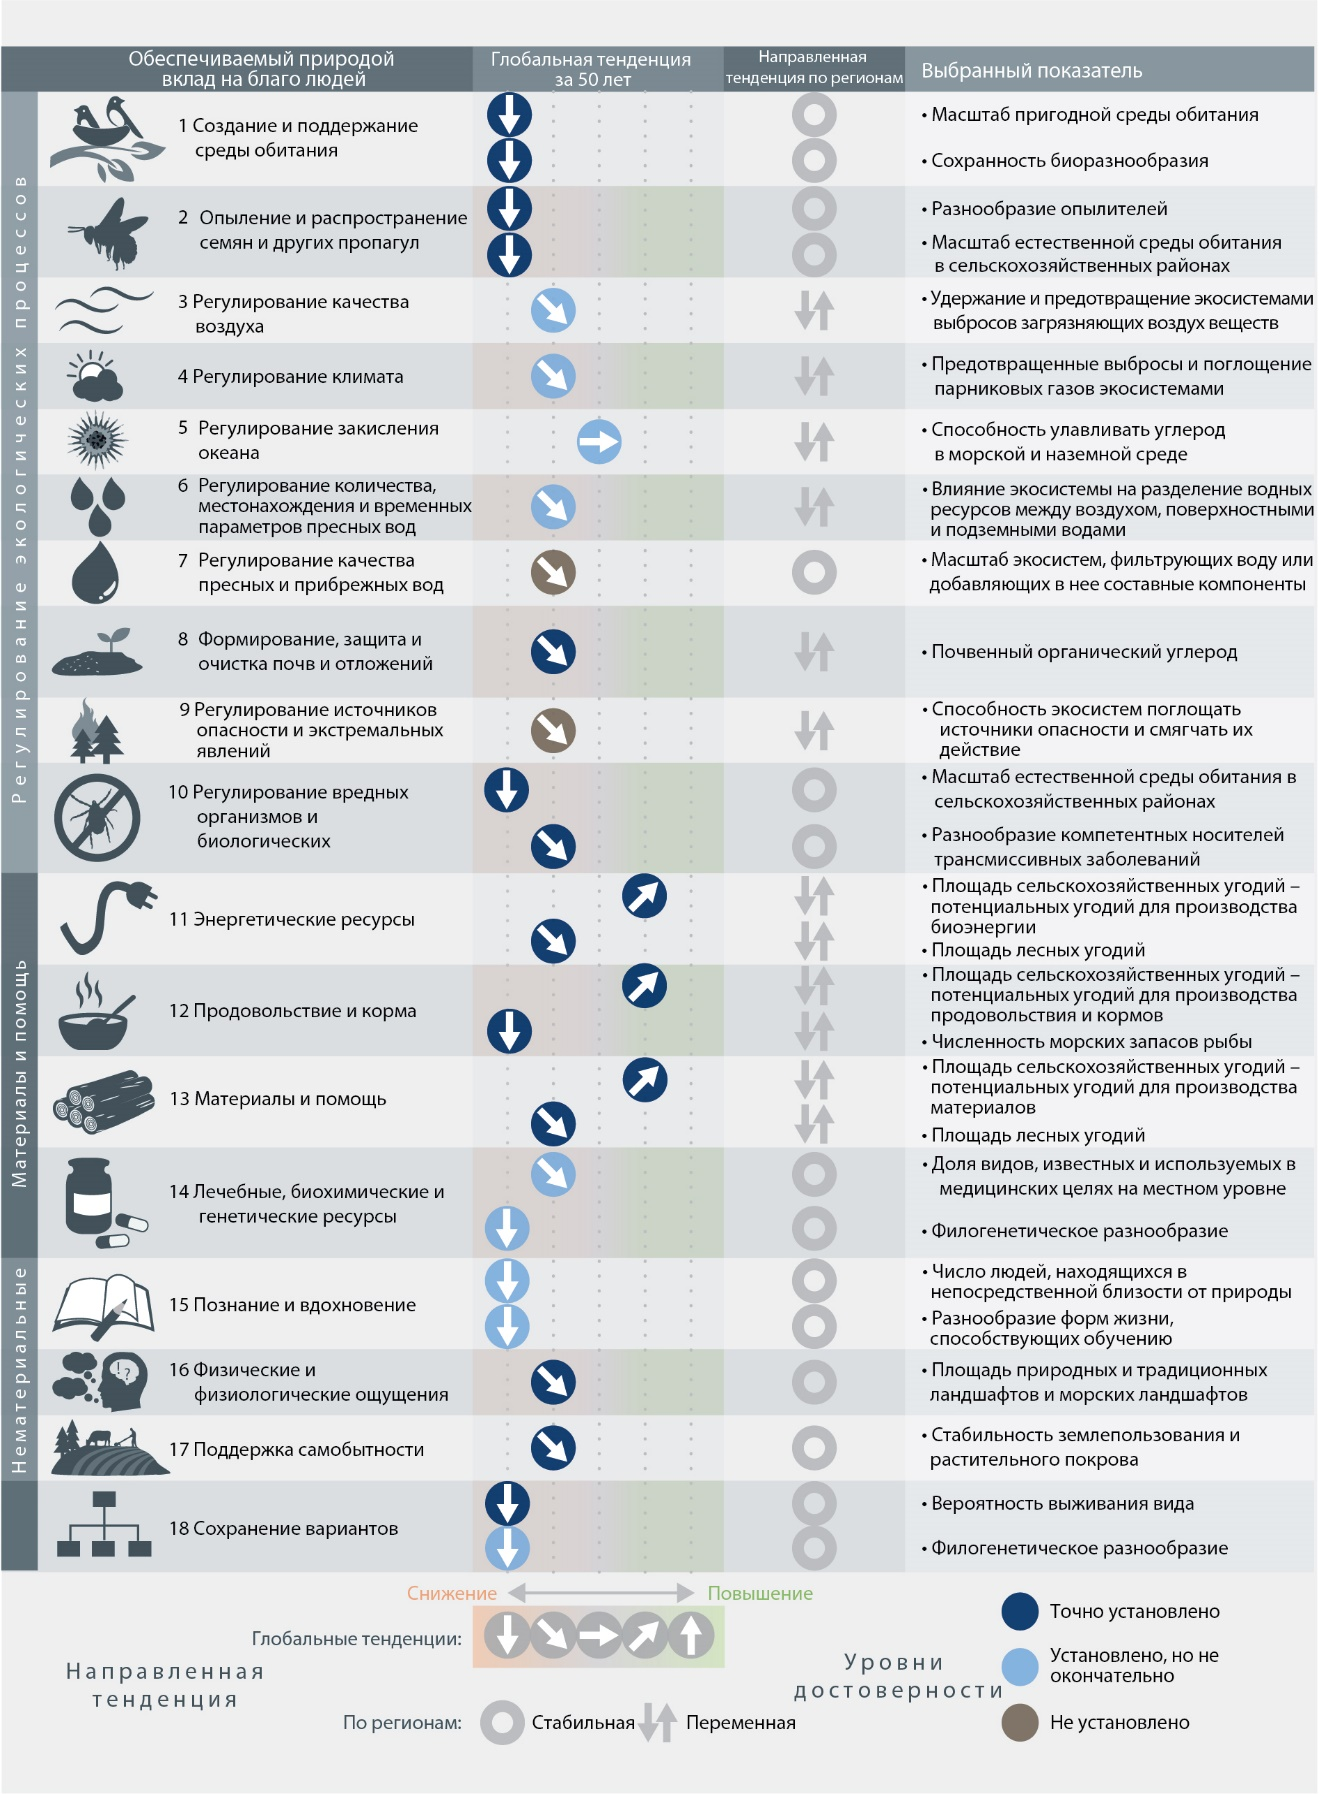 Обеспечиваемый природой
вклад на благо людей
Глобальная тенденция
за 50 лет
Направленная
тенденция по регионам
Выбранный показатель
Регулирование экологических процессов
1 Создание и поддержание
среды обитания
• Масштаб пригодной среды обитания
• Сохранность биоразнообразия
2 Опыление и распространение
семян и других пропагул
• Разнообразие опылителей
• Масштаб естественной среды обитания
в сельскохозяйственных районах
3 Регулирование качества
воздуха
• Удержание и предотвращение экосистемами
выбросов загрязняющих воздух веществ
4 Регулирование климата
• Предотвращенные выбросы и поглощение
парниковых газов экосистемами
5 Регулирование закисления
океана
• Способность улавливать углерод
в морской и наземной среде
6 Регулирование количества,
местонахождения и временных
параметров пресных вод
• Влияние экосистемы на разделение водных
ресурсов между воздухом, поверхностными
и подземными водами
7 Регулирование качества
пресных и прибрежных вод
• Масштаб экосистем, фильтрующих воду или
добавляющих в нее составные компоненты
8 Формирование, защита и
очистка почв и отложений
• Почвенный органический углерод
9 Регулирование источников
опасности и экстремальных
явлений
• Способность экосистем поглощать
источники опасности и смягчать их
действие
10 Регулирование вредных
организмов и
биологических
• Масштаб естественной среды обитания в
сельскохозяйственных районах
• Разнообразие компетентных носителей
трансмиссивных заболеваний
Материалы и помощь
11 Энергетические ресурсы
• Площадь сельскохозяйственных угодий –
потенциальных угодий для производства
биоэнергии
• Площадь лесных угодий
12 Продовольствие и корма
• Площадь сельскохозяйственных угодий –
потенциальных угодий для производства
продовольствия и кормов
• Численность морских запасов рыбы
13 Материалы и помощь
• Площадь сельскохозяйственных угодий –
потенциальных угодий для производства
материалов
• Площадь лесных угодий
14 Лечебные, биохимические и
генетические ресурсы
• Доля видов, известных и используемых в
медицинских целях на местном уровне
• Филогенетическое разнообразие
Нематериальные
15 Познание и вдохновение
• Число людей, находящихся в
непосредственной близости от природы
• Разнообразие форм жизни,
способствующих обучению
! ?
16 Физические и
физиологические ощущения
• Площадь природных и традиционных
ландшафтов и морских ландшафтов
17 Поддержка самобытности
• Стабильность землепользования и
растительного покрова
18 Сохранение вариантов
• Вероятность выживания вида
• Филогенетическое разнообразие
Снижение
Повышение
Глобальные тенденции:
Направленная
тенденция
По регионам:
Стабильная
Переменная
Уровни
достоверности
Точно установлено
Установлено, но не
окончательно
Не установлено